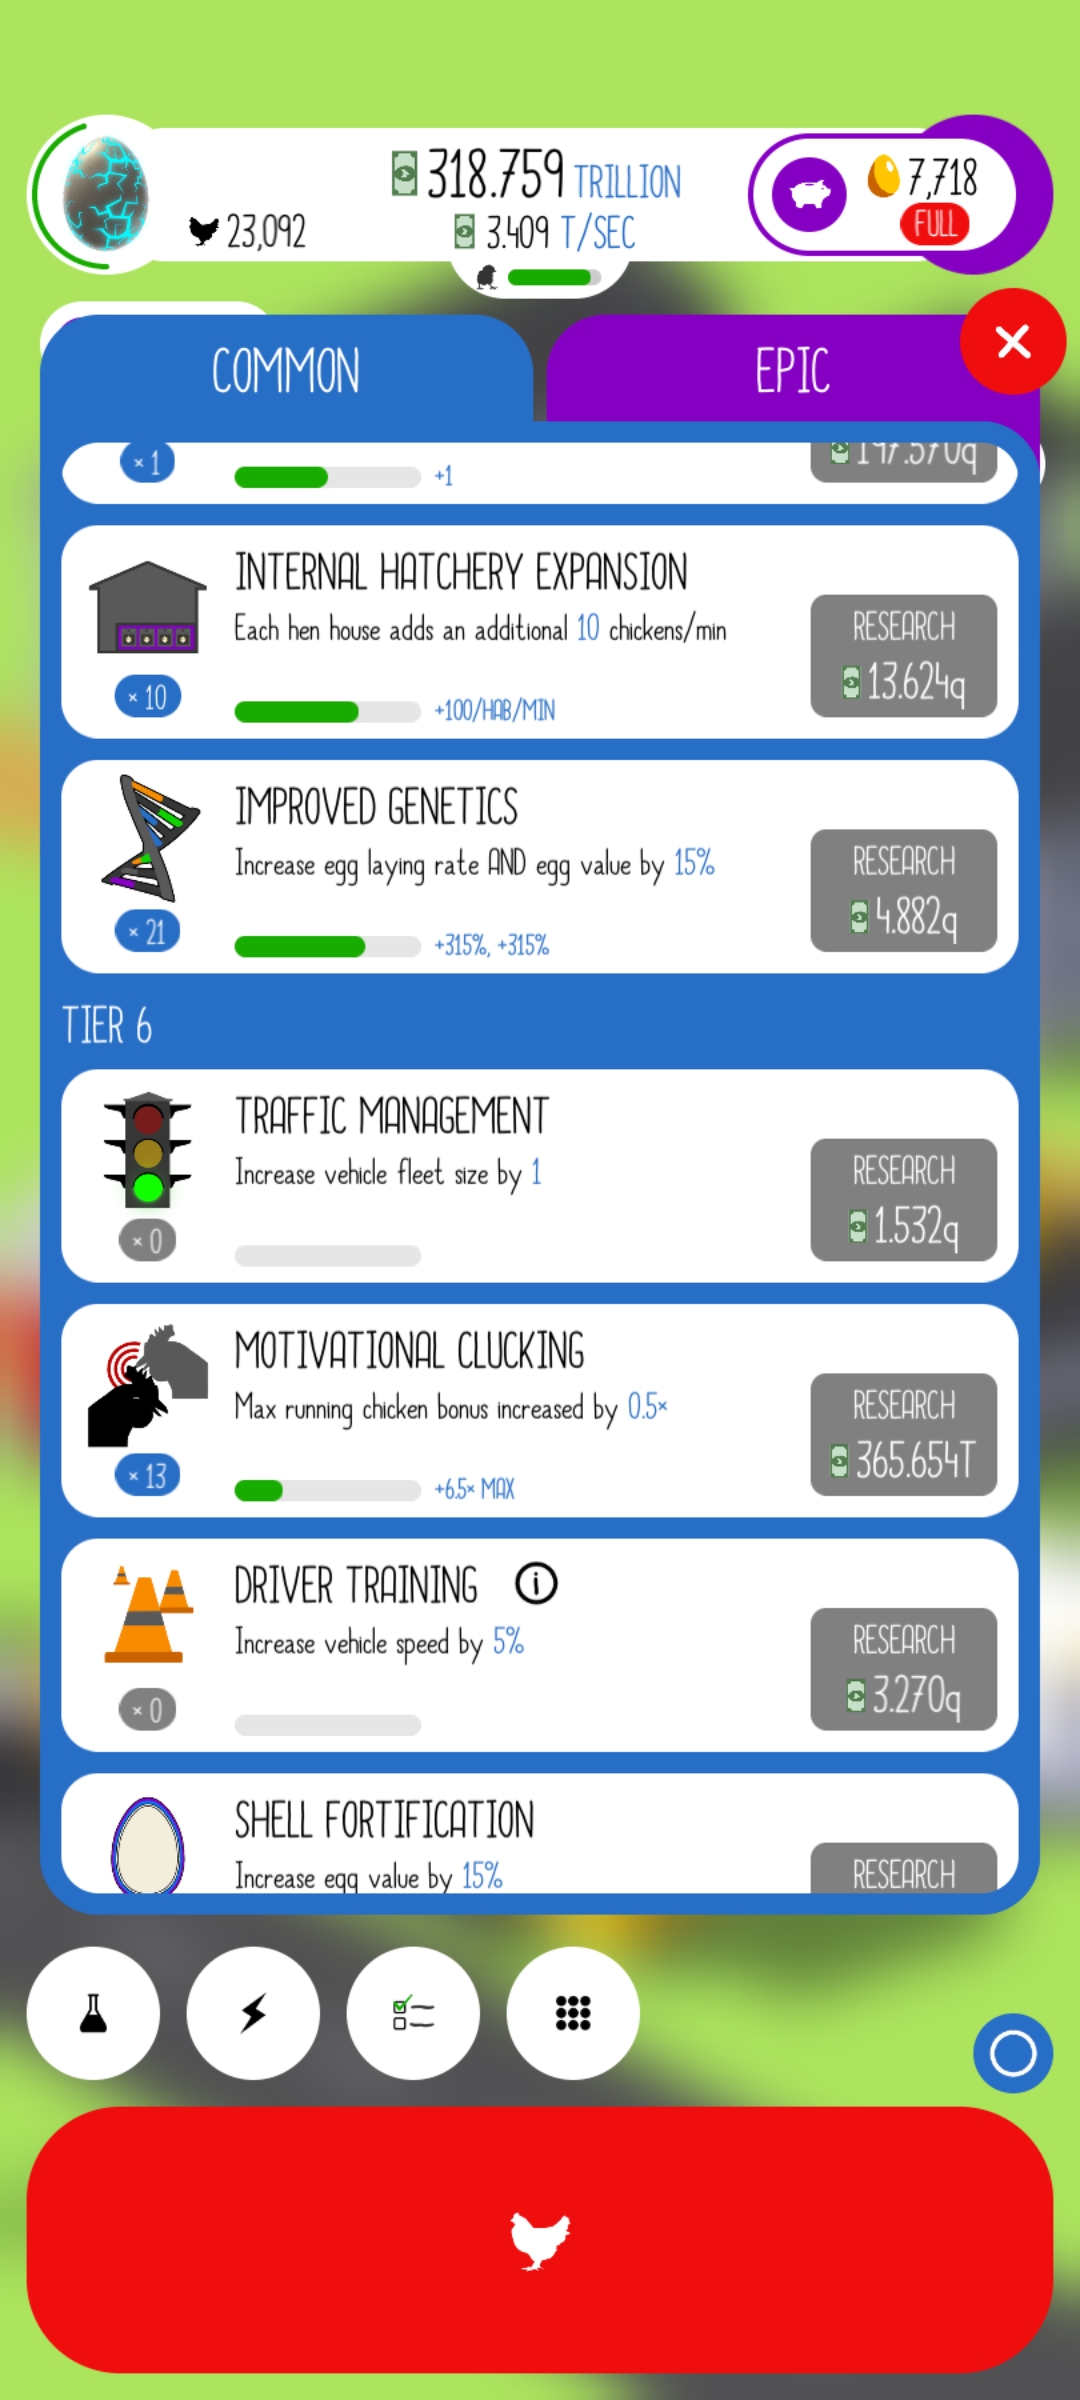 318.759 TRILLION
23,092
3.409 T/SEC
7,718
FULL
COMMON
EPIC
× 1
+1
197.570q
INTERNAL HATCHERY EXPANSION
Each hen house adds an additional 10 chickens/min
× 10
+100/HAB/MIN
RESEARCH
13.624q
IMPROVED GENETICS
Increase egg laying rate AND egg value by 15%
× 21
+315%, +315%
RESEARCH
4.882q
TIER 6
TRAFFIC MANAGEMENT
Increase vehicle fleet size by 1
× 0
RESEARCH
1.532q
MOTIVATIONAL CLUCKING
Max running chicken bonus increased by 0.5×
× 13
+6.5× MAX
RESEARCH
365.654T
DRIVER TRAINING
Increase vehicle speed by 5%
× 0
RESEARCH
3.270q
SHELL FORTIFICATION
Increase egg value by 15%
RESEARCH